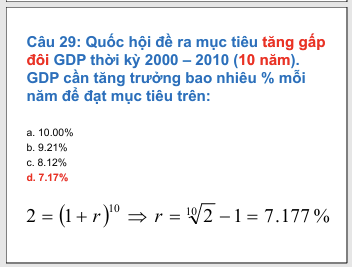 Câu 29: Quốc hội đề ra mục tiêu tăng gấp
đôi GDP thời kỳ 2000 – 2010 (10 năm).
GDP cần tăng trưởng bao nhiêu % mỗi
năm để đạt mục tiêu trên:
a. 10.00%
b. 9.21%
c. 8.12%
d. 7.17%
2 = (1 + r)^10 ⇒ r = ¹⁰√2 − 1 = 7.177%